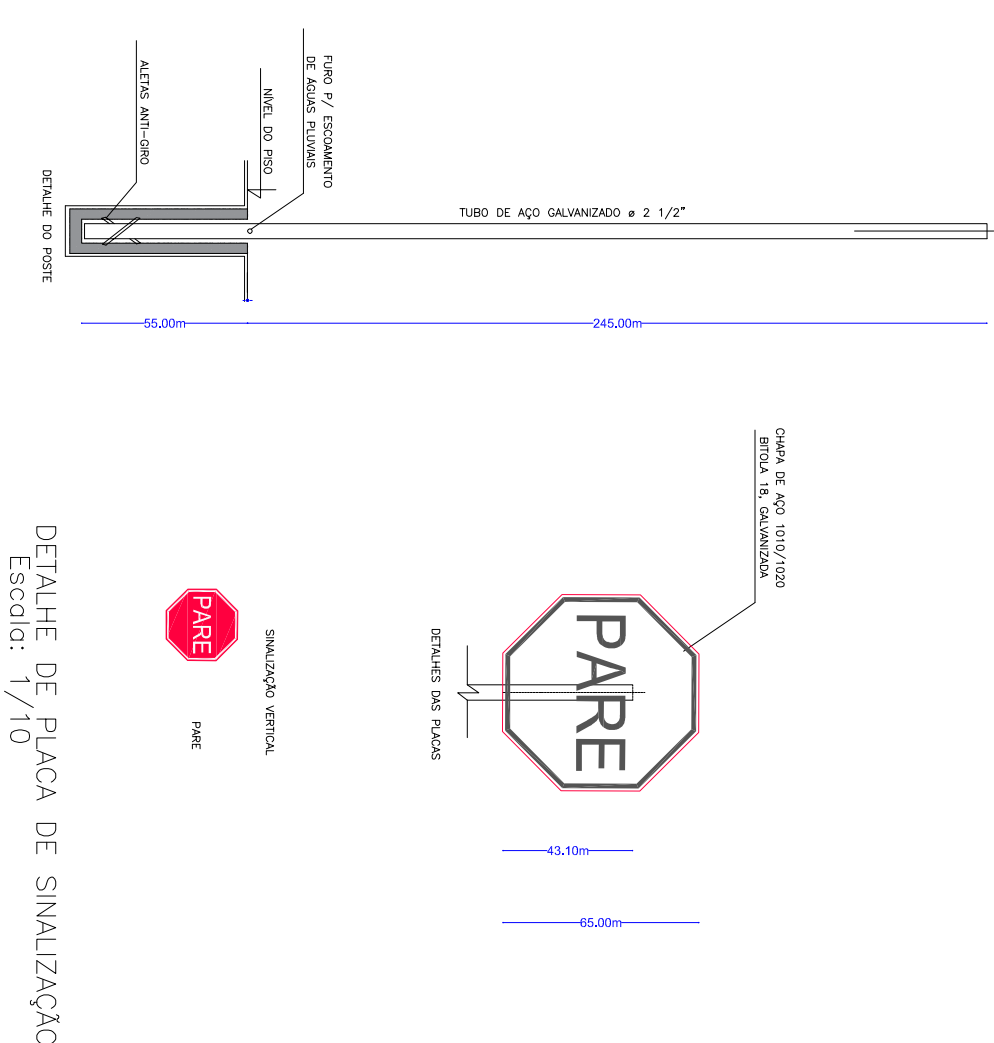 TUBO DE AÇO GALVANIZADO ø 2 1/2"
FURO P/ ESCOAMENTO
DE ÁGUAS PLUVIAIS
NÍVEL DO PISO
ALETAS ANTI-GIRO
DETALHE DO POSTE
55.00m
245.00m
CHAPA DE AÇO 1010/1020
BITOLA 18, GALVANIZADA
PARE
DETALHES DAS PLACAS
43.10m
65.00m
SINALIZAÇÃO VERTICAL
PARE
PARE
DETALHE DE PLACA DE SINALIZAÇÃO
Escala: 1/10